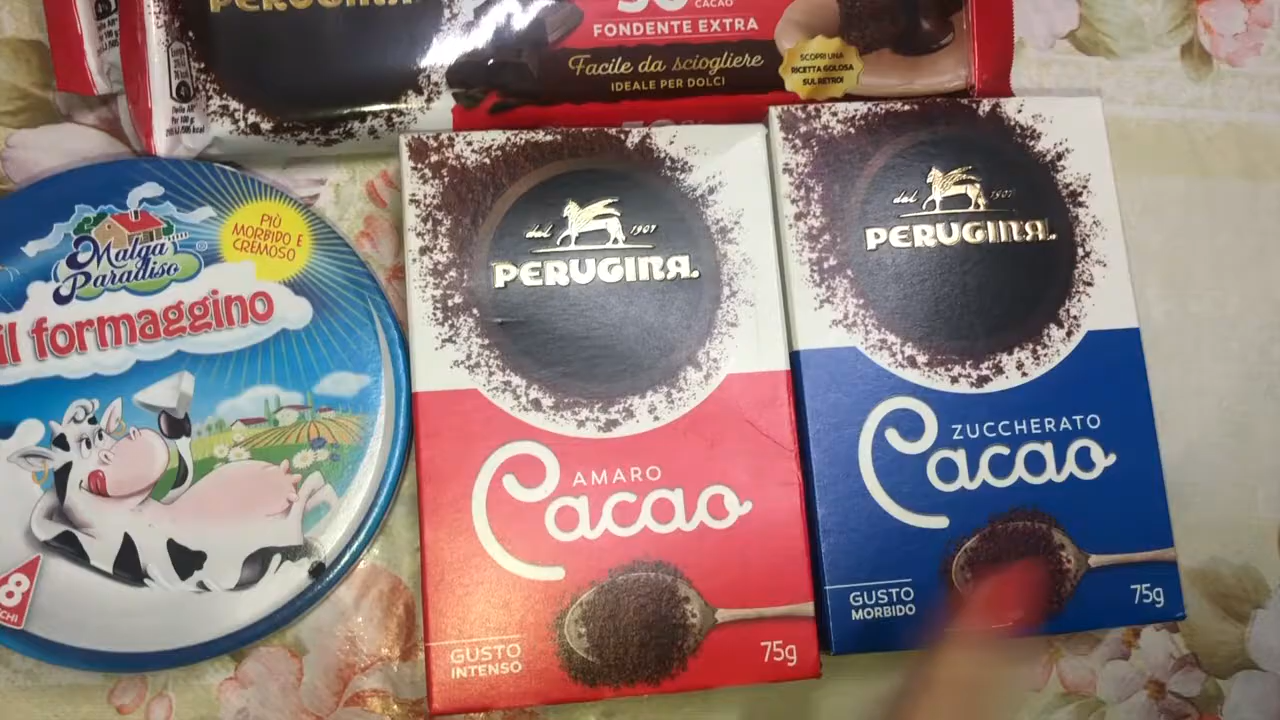 PERUGINA
CACAO
FONDENTE EXTRA
Facile da sciogliere
IDEALE PER DOLCI
SCOPRI UNA
RICETTA GOLOSA
SUL RETRO!
Malga
Paradiso
PIÙ
MORBIDO E
CREMOSO
il formaggino
8
dal 1907
PERUGINA.
AMARO
Cacao
GUSTO
INTENSO
75g
dal 1907
PERUGINA.
ZUCCHERATO
Cacao
GUSTO
MORBIDO
75g